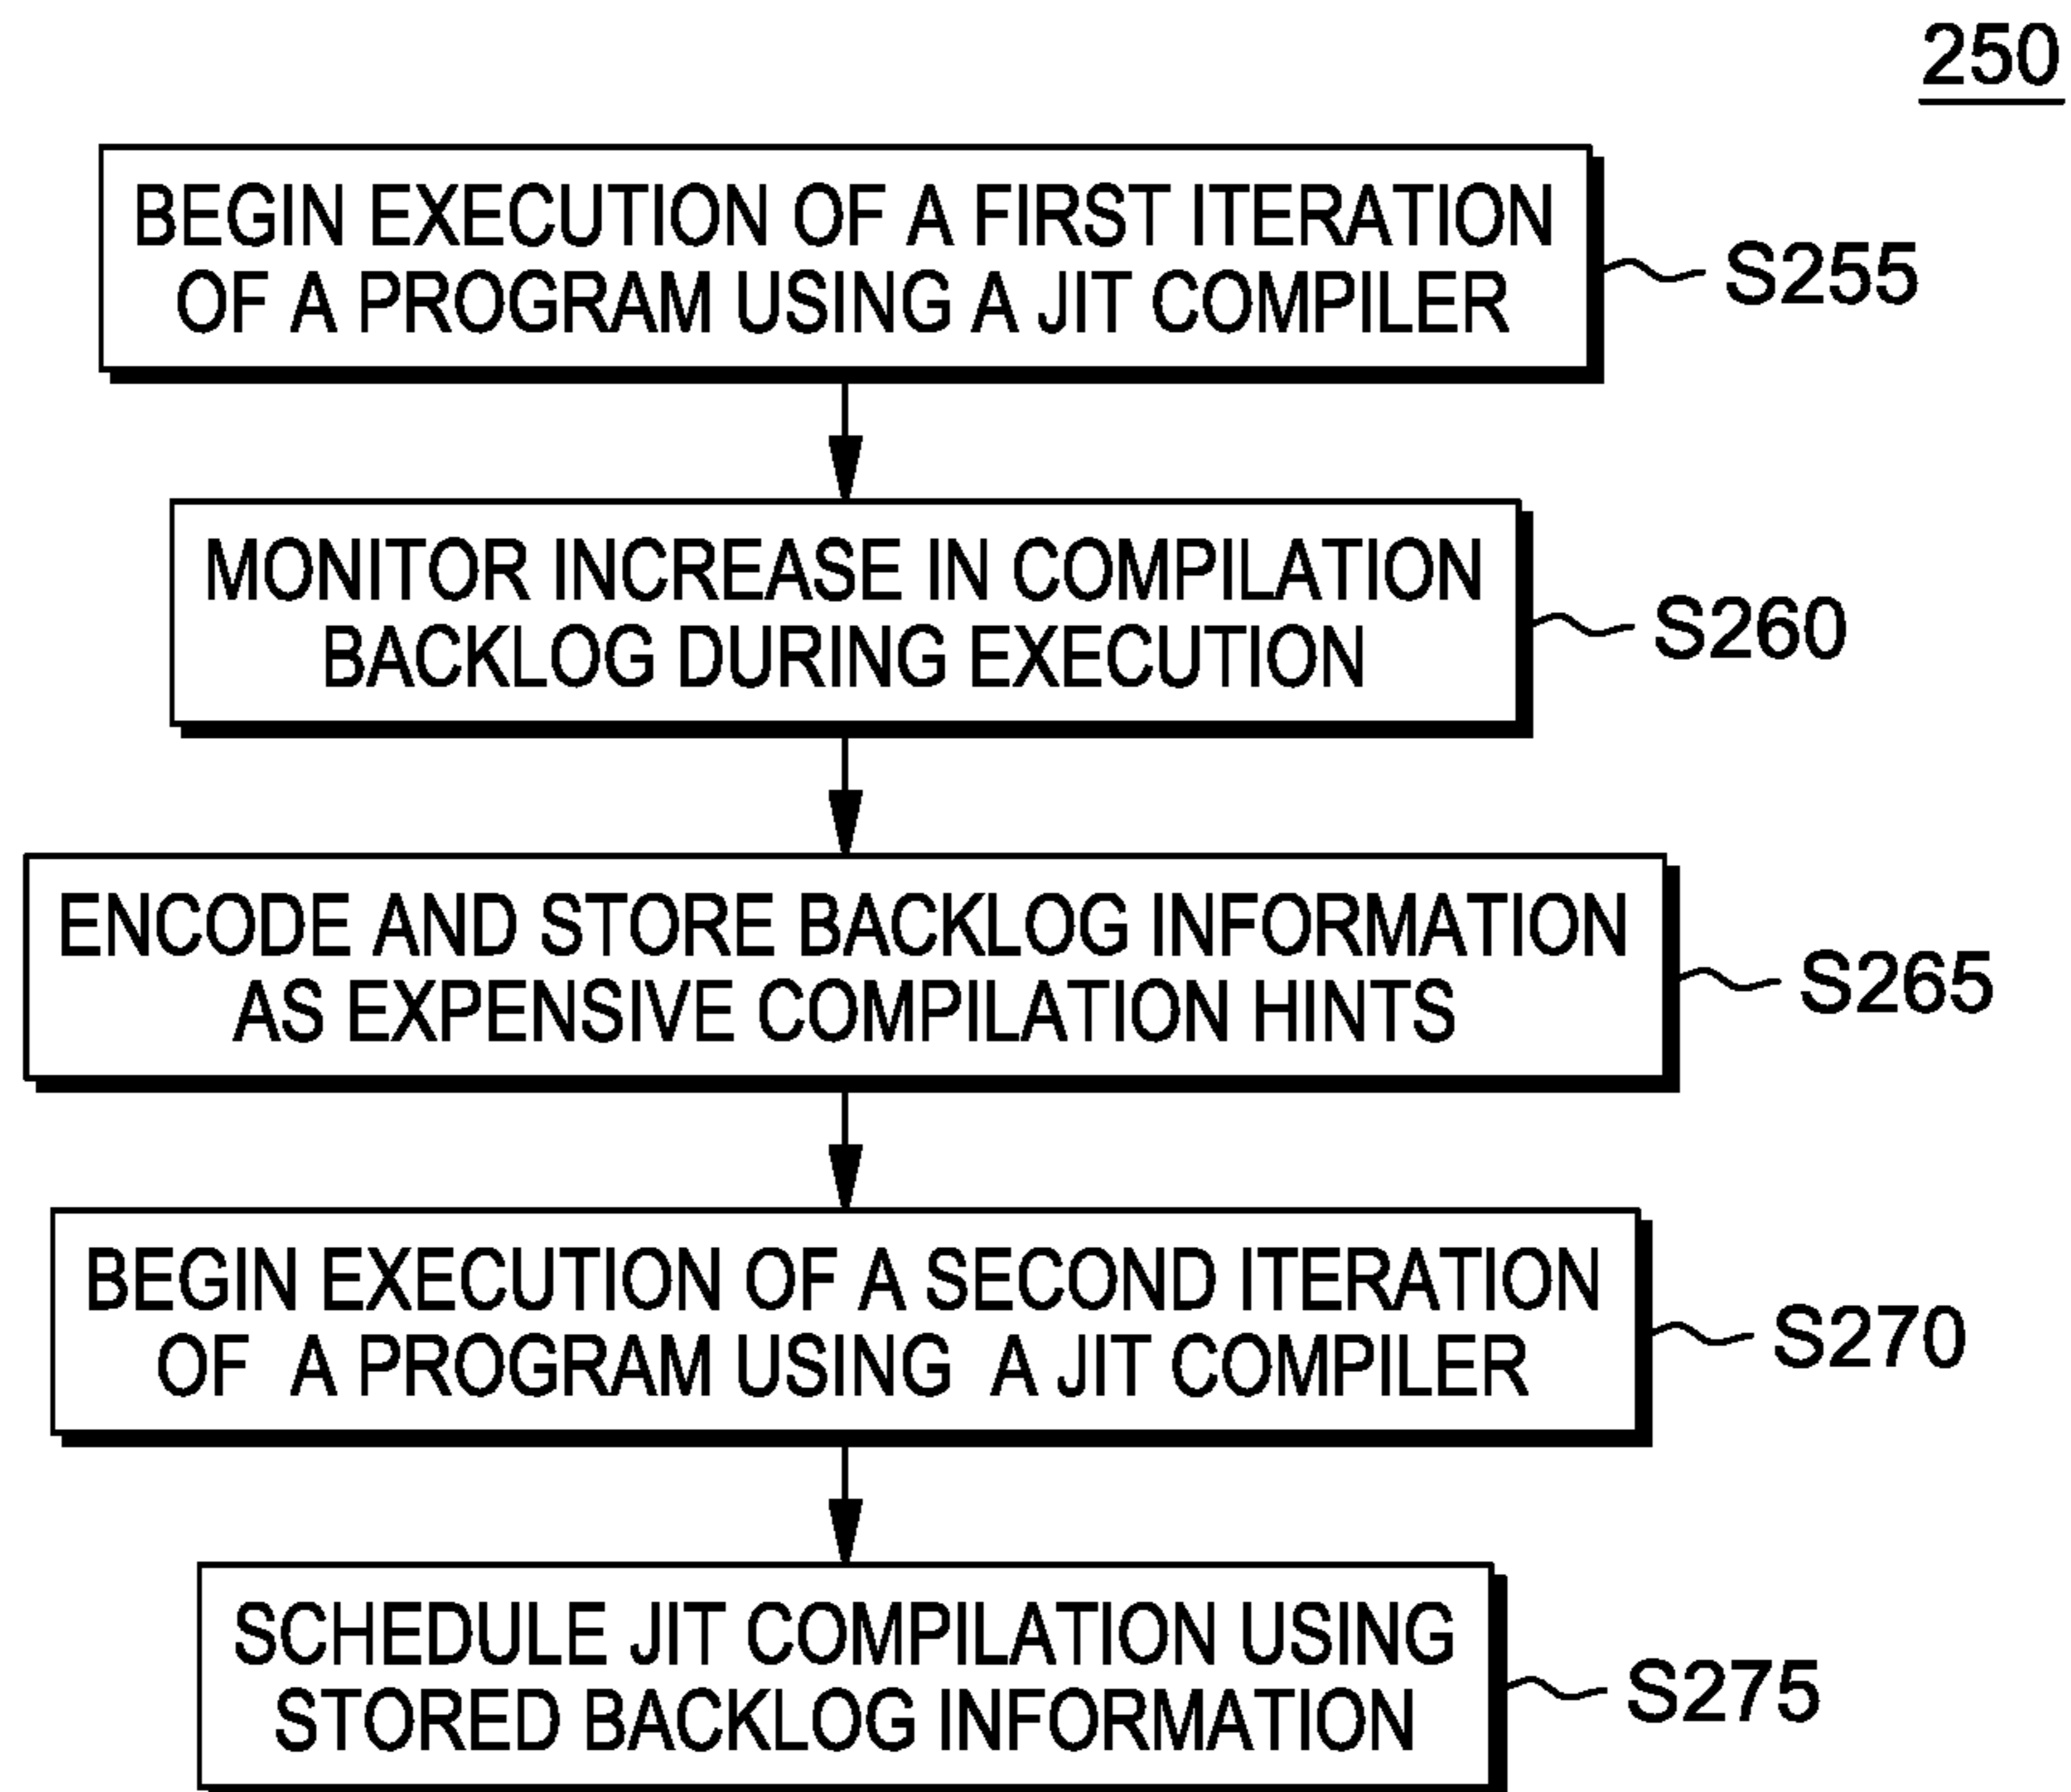 250
BEGIN EXECUTION OF A FIRST ITERATION
OF A PROGRAM USING A JIT COMPILER
S255
MONITOR INCREASE IN COMPILATION
BACKLOG DURING EXECUTION
S260
ENCODE AND STORE BACKLOG INFORMATION
AS EXPENSIVE COMPILATION HINTS
S265
BEGIN EXECUTION OF A SECOND ITERATION
OF A PROGRAM USING A JIT COMPILER
S270
SCHEDULE JIT COMPILATION USING
STORED BACKLOG INFORMATION
S275